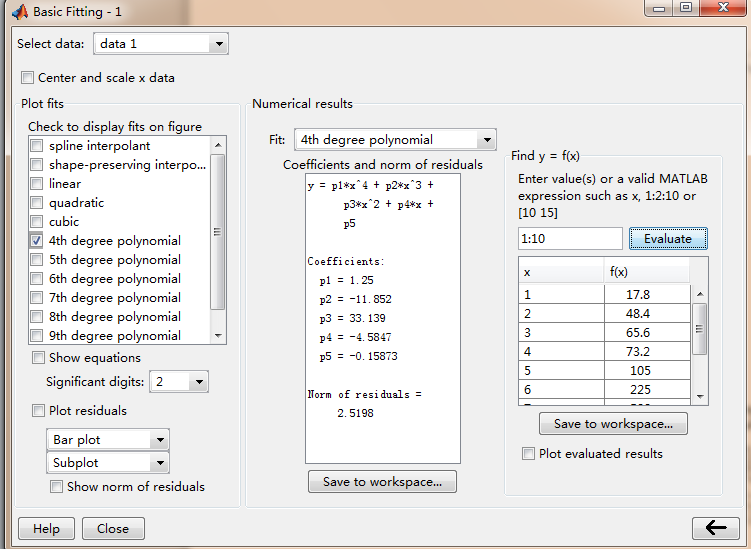 Basic Fitting - 1
Select data: data 1
Center and scale x data
Plot fits
Check to display fits on figure
spline interpolant
shape-preserving interpo...
linear
quadratic
cubic
4th degree polynomial
5th degree polynomial
6th degree polynomial
7th degree polynomial
8th degree polynomial
9th degree polynomial
Show equations
Significant digits: 2
Plot residuals
Bar plot
Subplot
Show norm of residuals
Numerical results
Fit: 4th degree polynomial
Coefficients and norm of residuals
y = p1*x^4 + p2*x^3 +
p3*x^2 + p4*x +
p5
Coefficients:
p1 = 1.25
p2 = -11.852
p3 = 33.139
p4 = -4.5847
p5 = -0.15873
Norm of residuals =
2.5198
Save to workspace...
Find y = f(x)
Enter value(s) or a valid MATLAB
expression such as x, 1:2:10 or
[10 15]
1:10 Evaluate
x f(x)
1 17.8
2 48.4
3 65.6
4 73.2
5 105
6 225
Save to workspace...
Plot evaluated results
Help Close